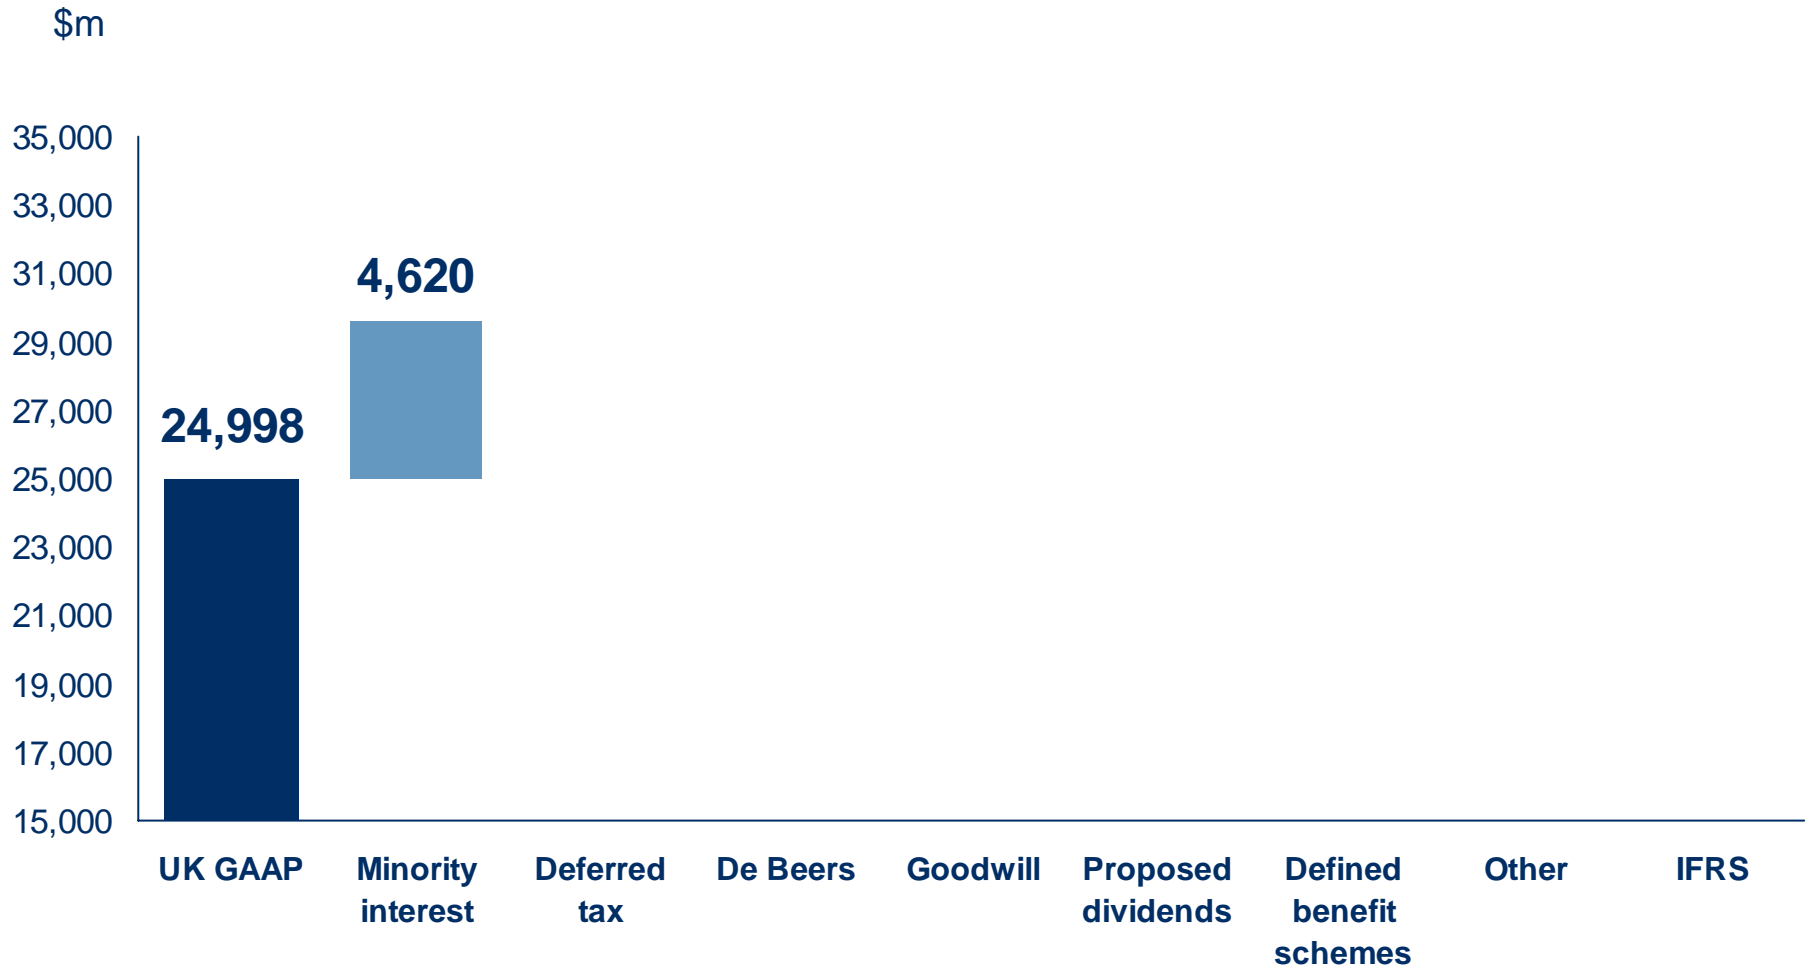 $m
35,000
33,000
31,000
29,000
27,000
25,000
23,000
21,000
19,000
17,000
15,000
4,620
24,998
UK GAAP
Minority
interest
Deferred
tax
De Beers
Goodwill
Proposed
dividends
Defined
benefit
schemes
Other
IFRS